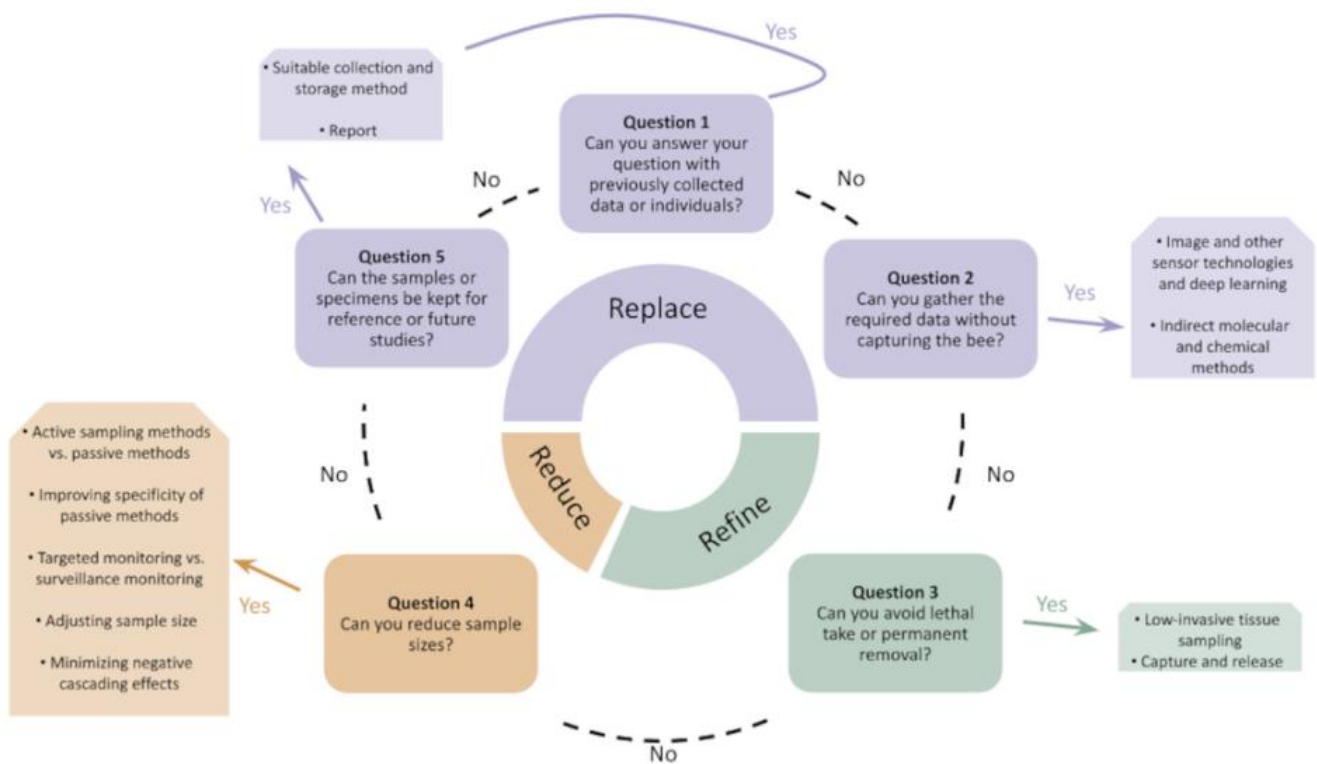 Yes
• Suitable collection and
storage method
• Report
Question 1
Can you answer your
question with
previously collected
data or individuals?
No
No
Yes
Question 5
Can the samples or
specimens be kept for
reference or future
studies?
Question 2
Can you gather the
required data without
capturing the bee?
Yes
• Image and other
sensor technologies
and deep learning
• Indirect molecular
and chemical
methods
Replace
Reduce
Refine
No
No
• Active sampling methods
vs. passive methods
• Improving specificity of
passive methods
• Targeted monitoring vs.
surveillance monitoring
• Adjusting sample size
• Minimizing negative
cascading effects
Yes
Question 4
Can you reduce sample
sizes?
Question 3
Can you avoid lethal
take or permanent
removal?
Yes
• Low-invasive tissue
sampling
• Capture and release
No